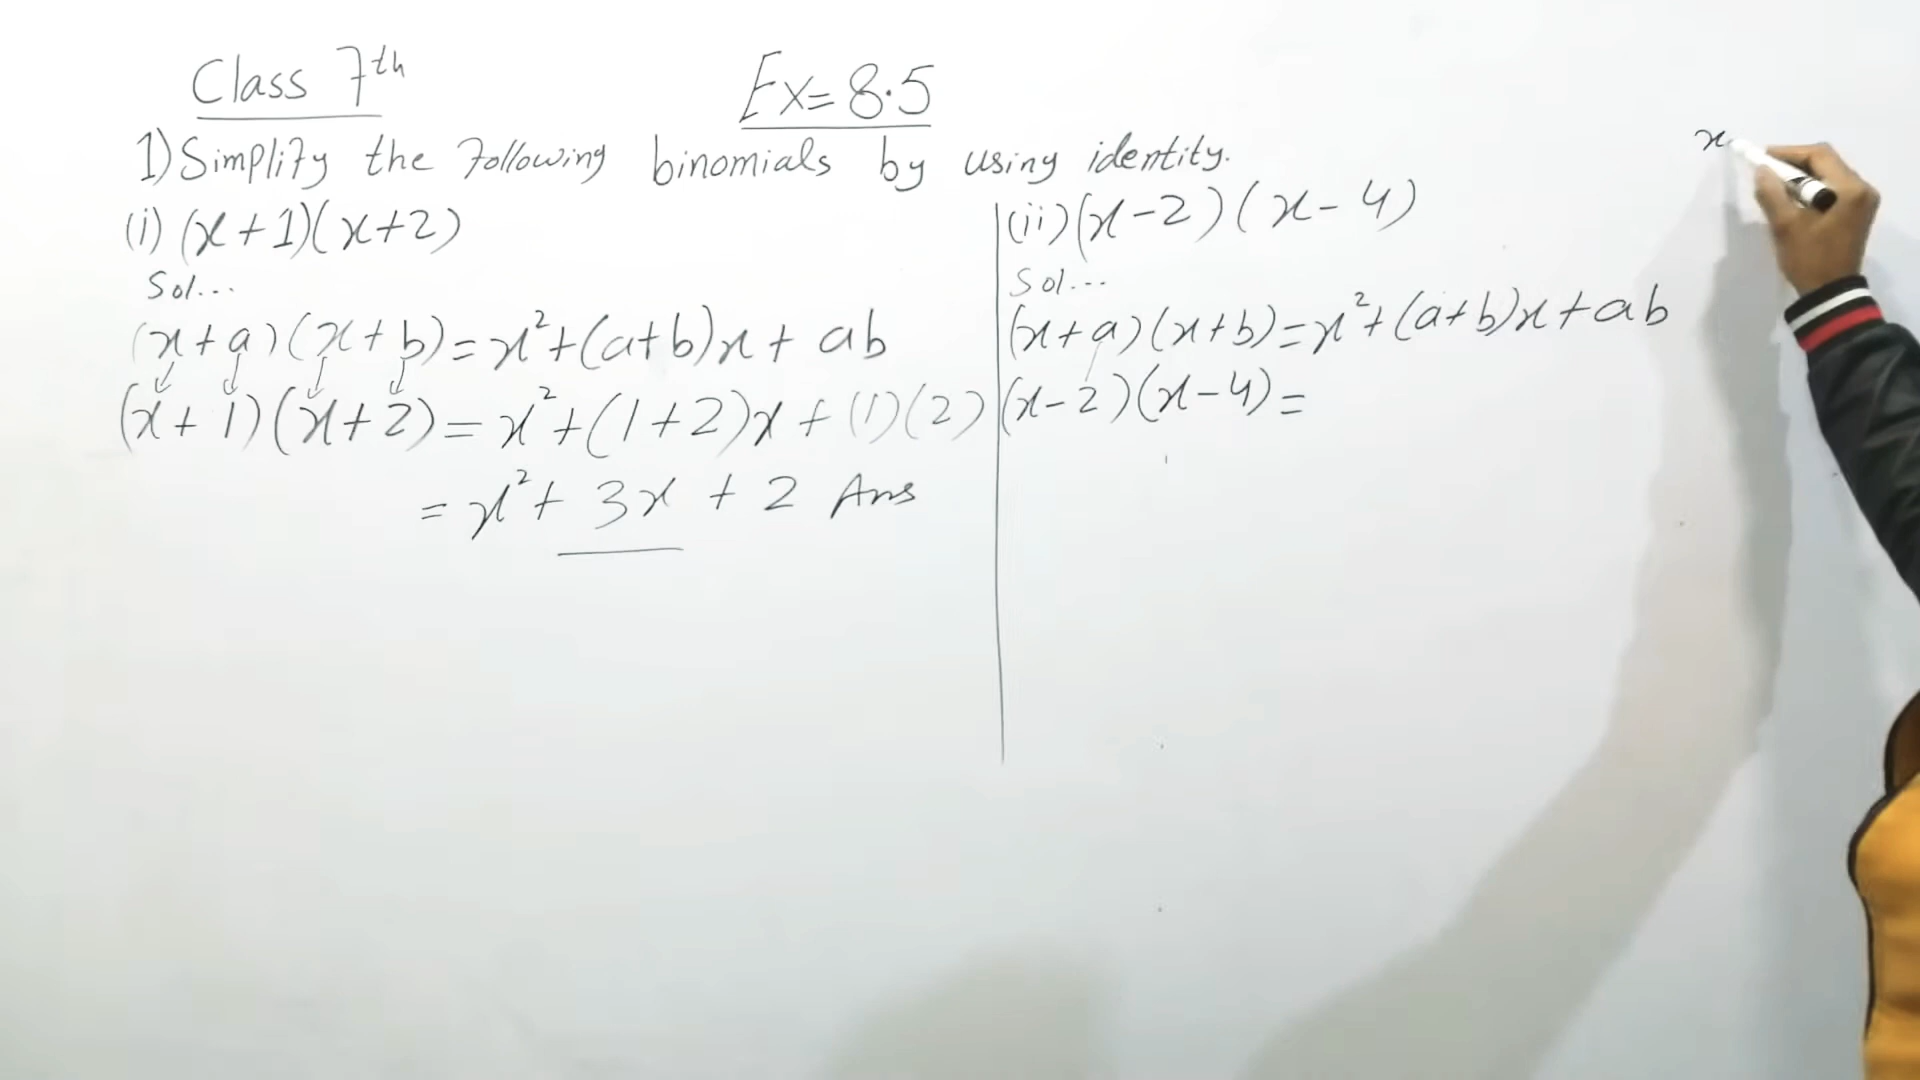 Class 7th
Ex= 8.5
1) Simplify the following binomials by using identity.
(i) (x+1)(x+2)
Sol...
(x+a)(x+b)=x²+(a+b)x+ab
(x+1)(x+2)=x²+(1+2)x+(1)(2)
=x²+3x+2 Ans
(ii)(x-2)(x-4)
Sol...
(x+a)(x+b)=x²+(a+b)x+ab
(x-2)(x-4)=
x